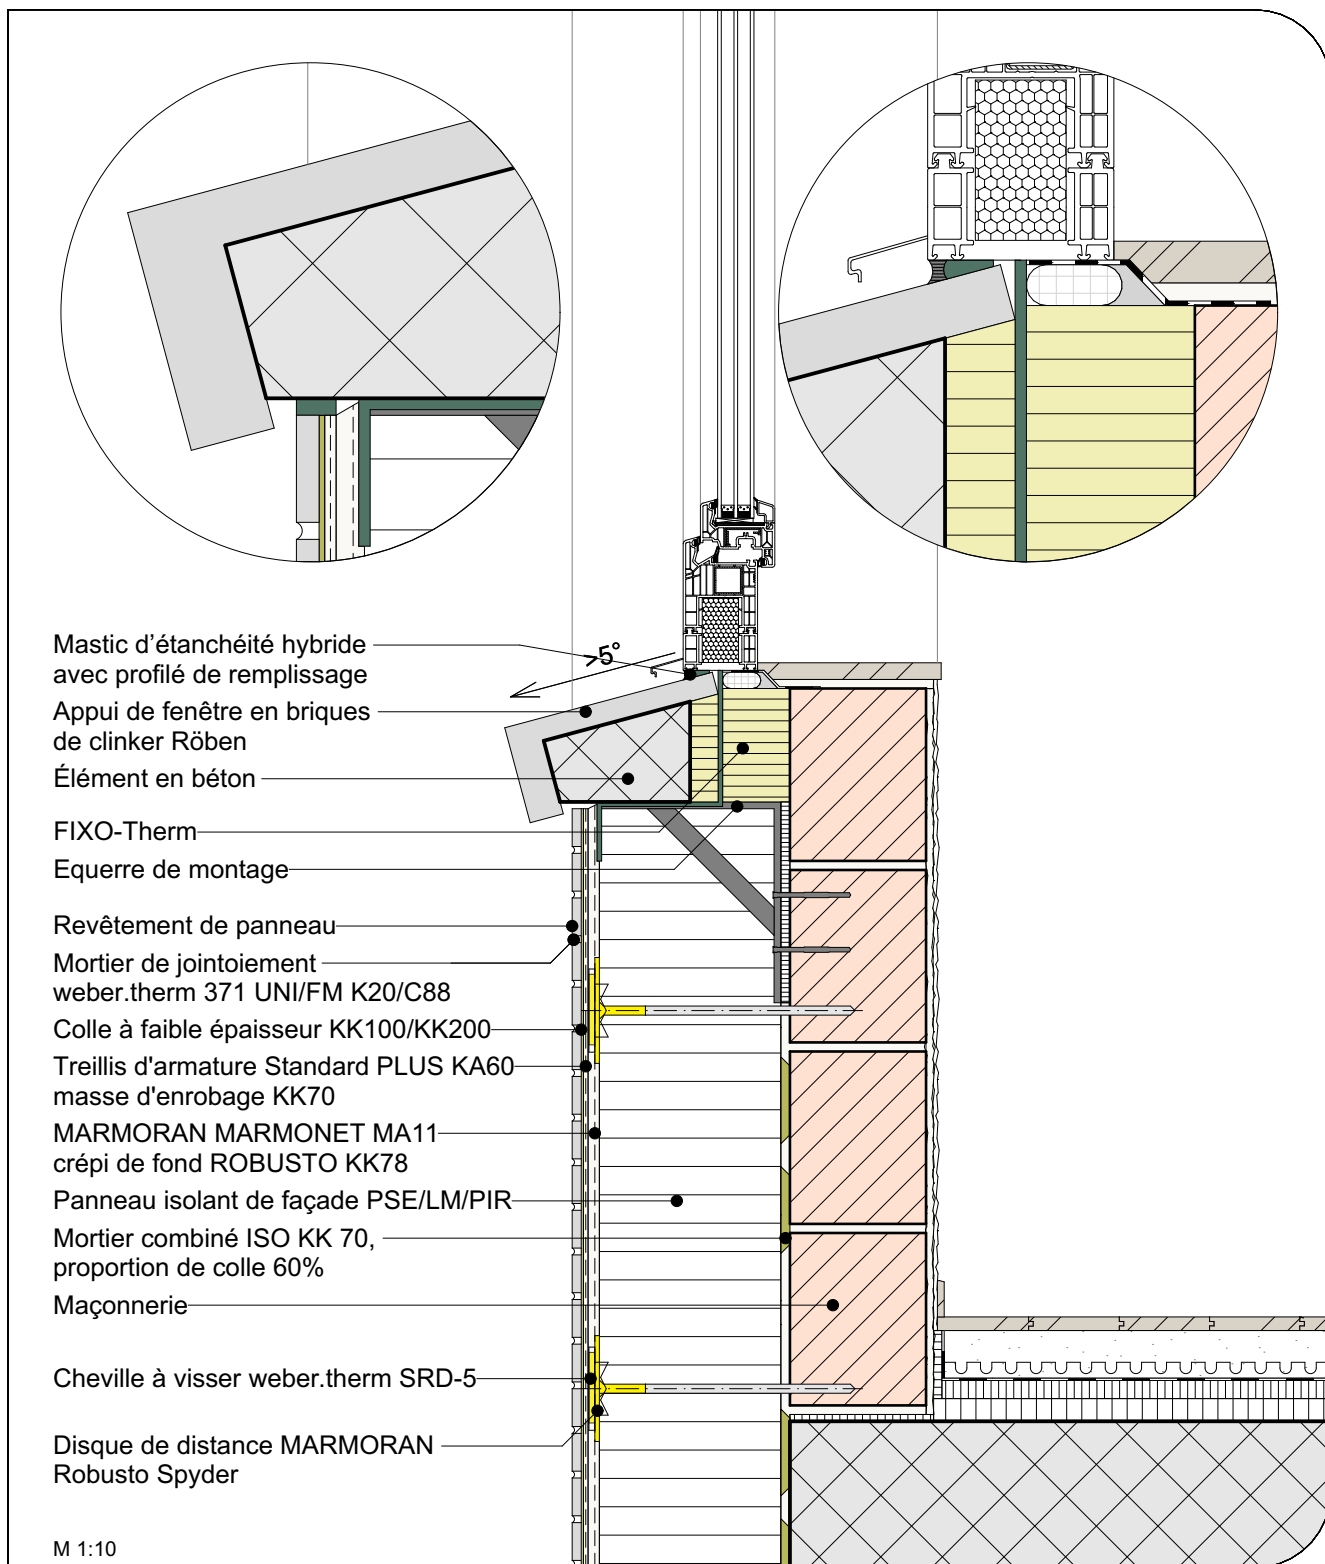 >5°
Mastic d’étanchéité hybride
avec profilé de remplissage
Appui de fenêtre en briques
de clinker Röben
Élément en béton
FIXO-Therm
Equerre de montage
Revêtement de panneau
Mortier de jointoiement
weber.therm 371 UNI/FM K20/C88
Colle à faible épaisseur KK100/KK200
Treillis d'armature Standard PLUS KA60
masse d'enrobage KK70
MARMORAN MARMONET MA11
crépi de fond ROBUSTO KK78
Panneau isolant de façade PSE/LM/PIR
Mortier combiné ISO KK 70,
proportion de colle 60%
Maçonnerie
Cheville à visser weber.therm SRD-5
Disque de distance MARMORAN
Robusto Spyder
M 1:10